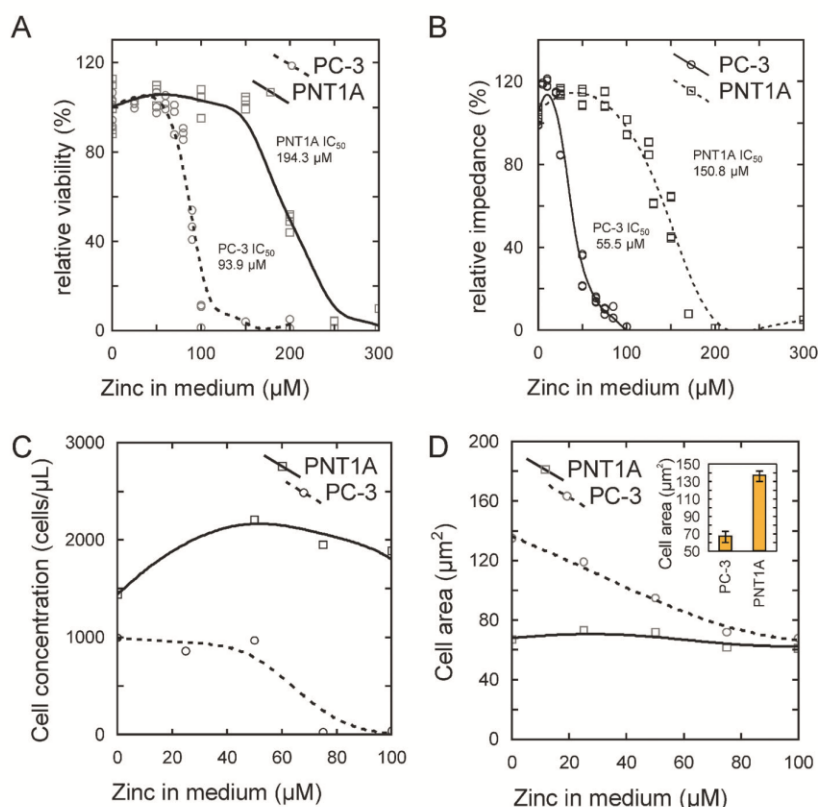 A
120
80
40
0
0
100
200
300
relative viability (%)
Zinc in medium (µM)
PC-3
PNT1A
PNT1A IC50
194.3 µM
PC-3 IC50
93.9 µM
B
160
120
80
40
0
0
100
200
300
relative impedance (%)
Zinc in medium (µM)
PC-3
PNT1A
PNT1A IC50
150.8 µM
PC-3 IC50
55.5 µM
C
3000
2000
1000
0
0
20
40
60
80
100
Cell concentration (cells/µL)
Zinc in medium (µM)
PNT1A
PC-3
D
200
160
120
80
40
0
0
20
40
60
80
100
Cell area (µm²)
Zinc in medium (µM)
PNT1A
PC-3
Cell area (µm²)
150
130
110
90
70
50
PC-3
PNT1A